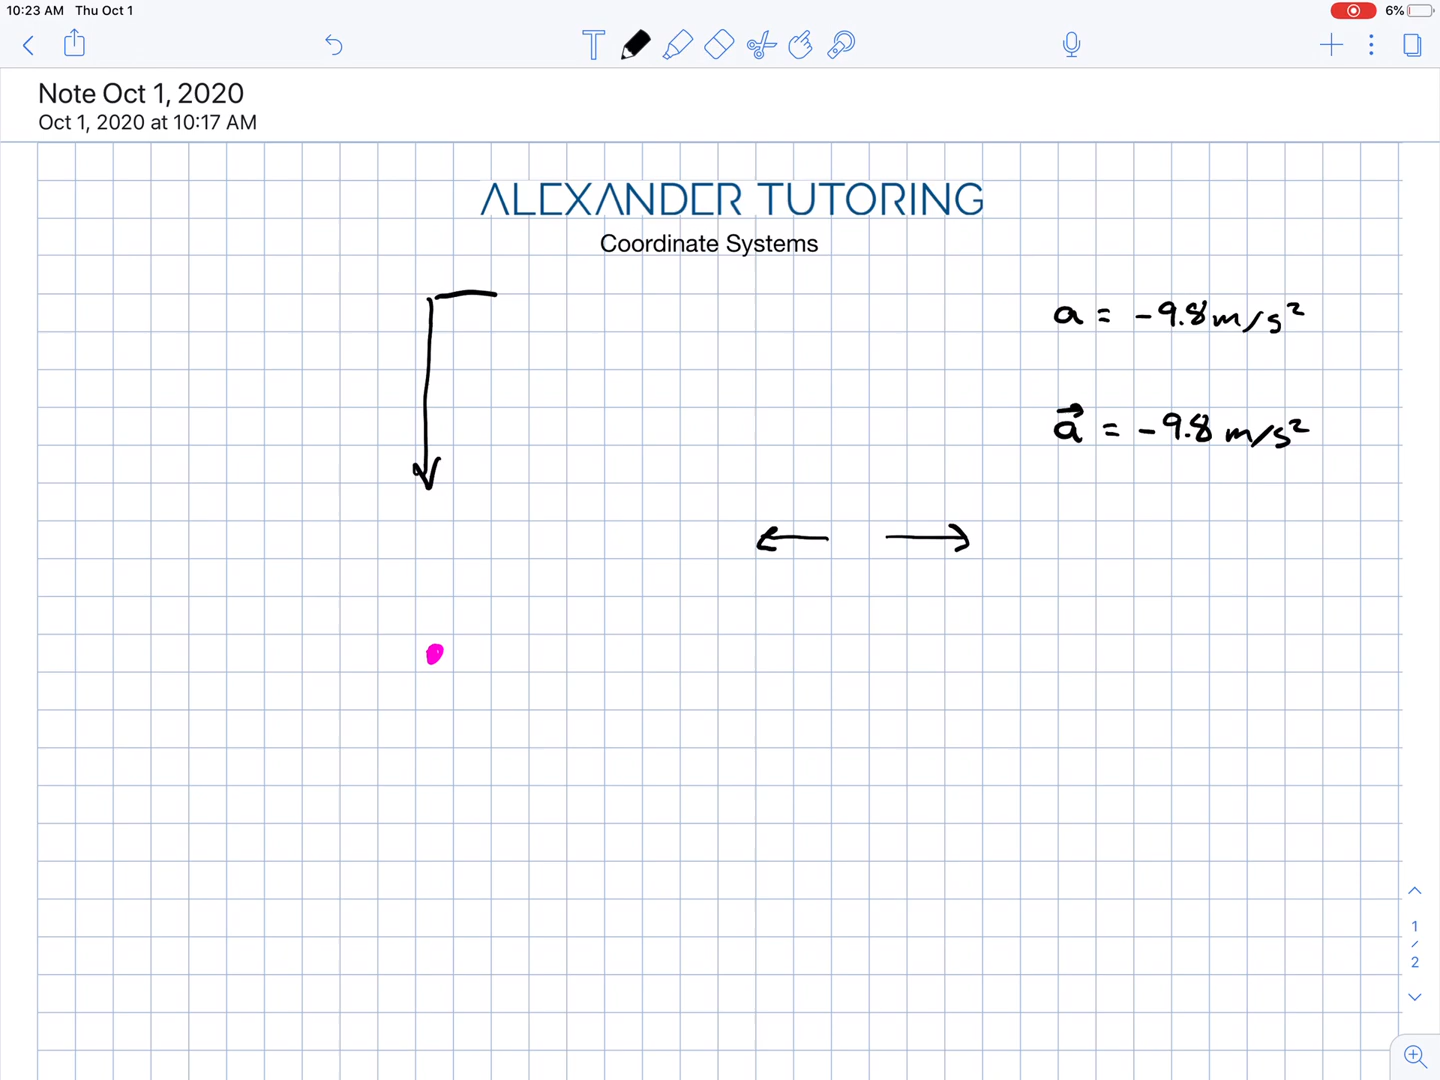 10:23 AM Thu Oct 1
6%
T
Note Oct 1, 2020
Oct 1, 2020 at 10:17 AM
ALEXANDER TUTORING
Coordinate Systems
a = -9.8 m/s²
a⃗ = -9.8 m/s²
1
/
2